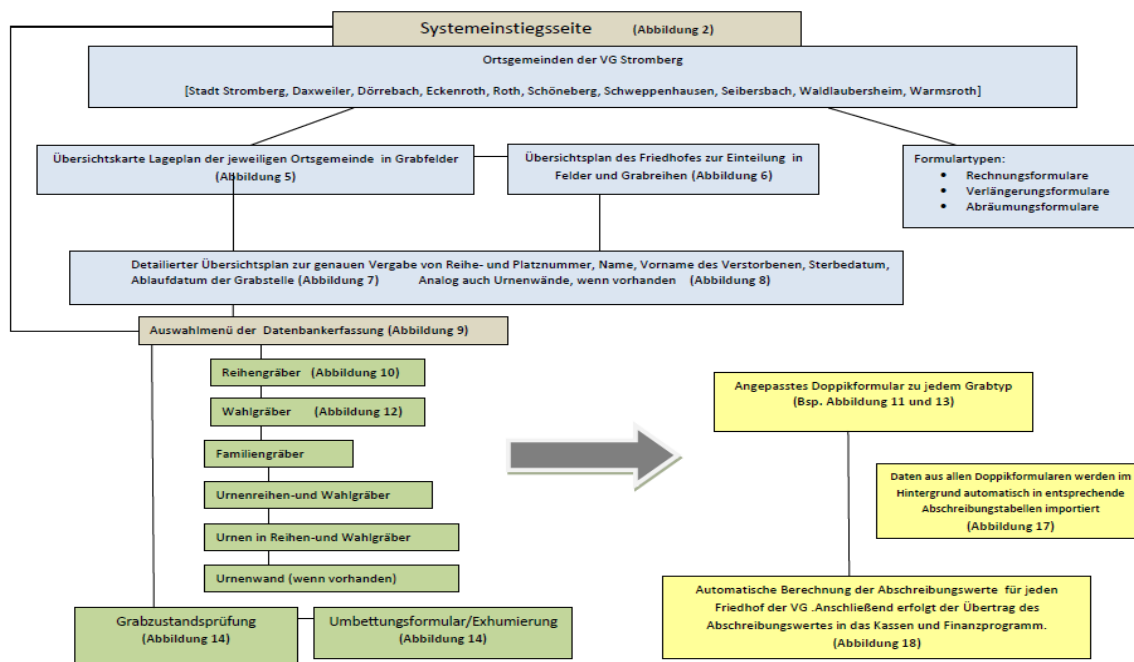 Systemeinstiegsseite (Abbildung 2)
Ortsgemeinden der VG Stromberg
[Stadt Stromberg, Daxweiler, Dörrebach, Eckenroth, Roth, Schöneberg, Schweppenhausen, Seibersbach, Waldlaubersheim, Warmsroth]
Übersichtskarte Lageplan der jeweiligen Ortsgemeinde in Grabfelder
(Abbildung 5)
Übersichtsplan des Friedhofes zur Einteilung in
Felder und Grabreihen (Abbildung 6)
Formulartypen:
• Rechnungsformulare
• Verlängerungsformulare
• Abräumungsformulare
Detailierter Übersichtsplan zur genauen Vergabe von Reihe- und Platznummer, Name, Vorname des Verstorbenen, Sterbedatum,
Ablaufdatum der Grabstelle (Abbildung 7) Analog auch Urnenwände, wenn vorhanden (Abbildung 8)
Auswahlmenü der Datenbankerfassung (Abbildung 9)
Reihengräber (Abbildung 10)
Wahlgräber (Abbildung 12)
Familiengräber
Urnenreihen-und Wahlgräber
Urnen in Reihen-und Wahlgräber
Urnenwand (wenn vorhanden)
Grabzustandsprüfung
(Abbildung 14)
Umbettungsformular/Exhumierung
(Abbildung 14)
Angepasstes Doppikformular zu jedem Grabtyp
(Bsp. Abbildung 11 und 13)
Daten aus allen Doppikformularen werden im
Hintergrund automatisch in entsprechende
Abschreibungstabellen importiert
(Abbildung 17)
Automatische Berechnung der Abschreibungswerte für jeden
Friedhof der VG .Anschließend erfolgt der Übertrag des
Abschreibungswertes in das Kassen und Finanzprogramm.
(Abbildung 18)